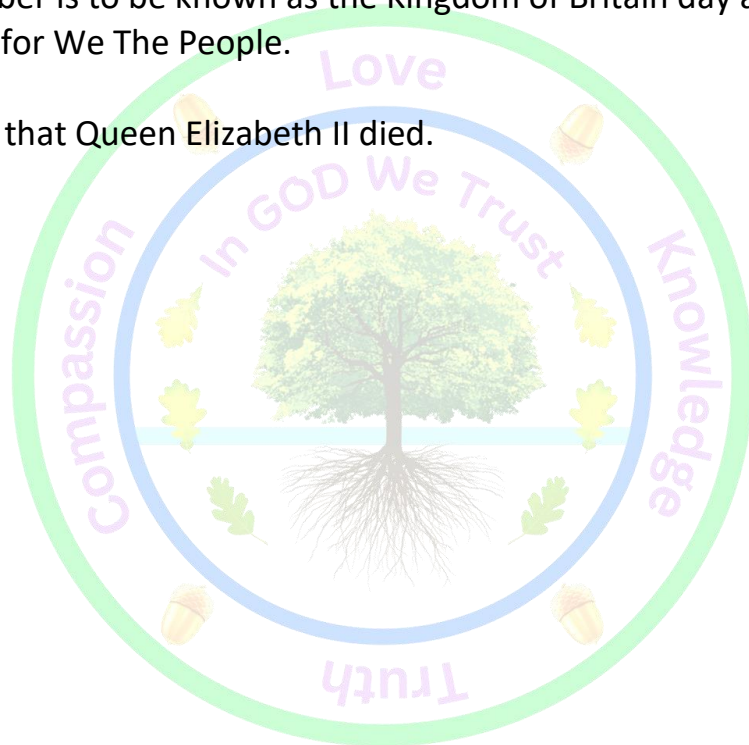 ber is to be known as the Kingdom of Britain day a
for We The People.
that Queen Elizabeth II died.
Love
In GOD We Trust
Compassion
Knowledge
Truth